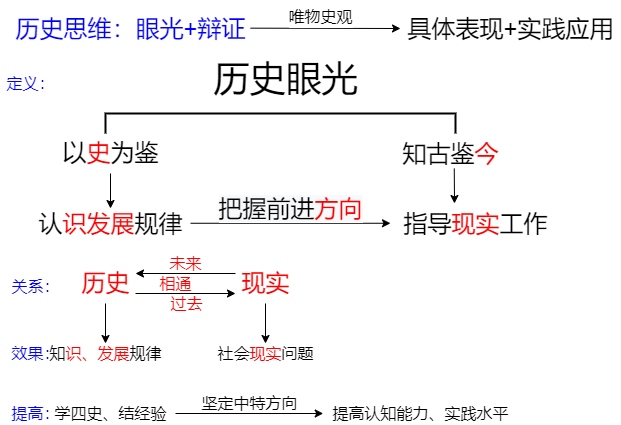 历史思维：眼光+辩证 唯物史观 具体表现+实践应用
定义： 历史眼光
以史为鉴 知古鉴今
认识发展规律 把握前进方向 指导现实工作
未来
关系： 历史 相通 现实
过去
效果:知识、发展规律 社会现实问题
提高: 学四史、结经验 坚定中特方向 提高认知能力、实践水平